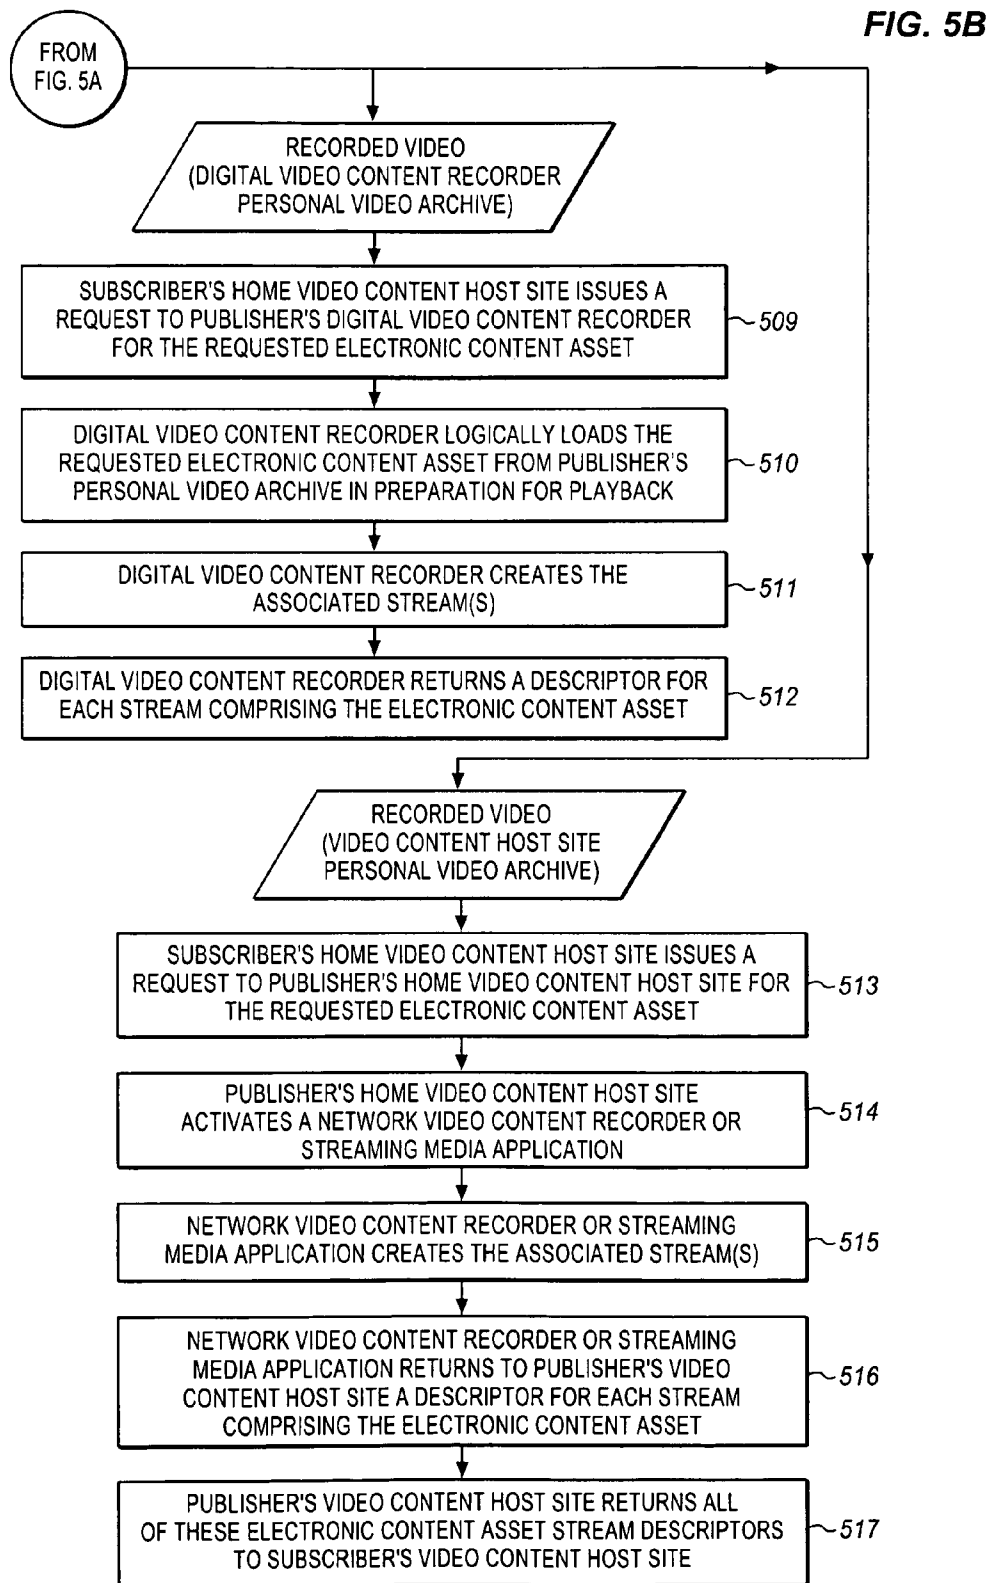 FIG. 5B
FROM
FIG. 5A
RECORDED VIDEO
(DIGITAL VIDEO CONTENT RECORDER
PERSONAL VIDEO ARCHIVE)
SUBSCRIBER'S HOME VIDEO CONTENT HOST SITE ISSUES A
REQUEST TO PUBLISHER'S DIGITAL VIDEO CONTENT RECORDER
FOR THE REQUESTED ELECTRONIC CONTENT ASSET
509
DIGITAL VIDEO CONTENT RECORDER LOGICALLY LOADS THE
REQUESTED ELECTRONIC CONTENT ASSET FROM PUBLISHER'S
PERSONAL VIDEO ARCHIVE IN PREPARATION FOR PLAYBACK
510
DIGITAL VIDEO CONTENT RECORDER CREATES THE
ASSOCIATED STREAM(S)
511
DIGITAL VIDEO CONTENT RECORDER RETURNS A DESCRIPTOR FOR
EACH STREAM COMPRISING THE ELECTRONIC CONTENT ASSET
512
RECORDED VIDEO
(VIDEO CONTENT HOST SITE
PERSONAL VIDEO ARCHIVE)
SUBSCRIBER'S HOME VIDEO CONTENT HOST SITE ISSUES A
REQUEST TO PUBLISHER'S HOME VIDEO CONTENT HOST SITE FOR
THE REQUESTED ELECTRONIC CONTENT ASSET
513
PUBLISHER'S HOME VIDEO CONTENT HOST SITE
ACTIVATES A NETWORK VIDEO CONTENT RECORDER OR
STREAMING MEDIA APPLICATION
514
NETWORK VIDEO CONTENT RECORDER OR STREAMING
MEDIA APPLICATION CREATES THE ASSOCIATED STREAM(S)
515
NETWORK VIDEO CONTENT RECORDER OR STREAMING
MEDIA APPLICATION RETURNS TO PUBLISHER'S VIDEO
CONTENT HOST SITE A DESCRIPTOR FOR EACH STREAM
COMPRISING THE ELECTRONIC CONTENT ASSET
516
PUBLISHER'S VIDEO CONTENT HOST SITE RETURNS ALL
OF THESE ELECTRONIC CONTENT ASSET STREAM DESCRIPTORS
TO SUBSCRIBER'S VIDEO CONTENT HOST SITE
517